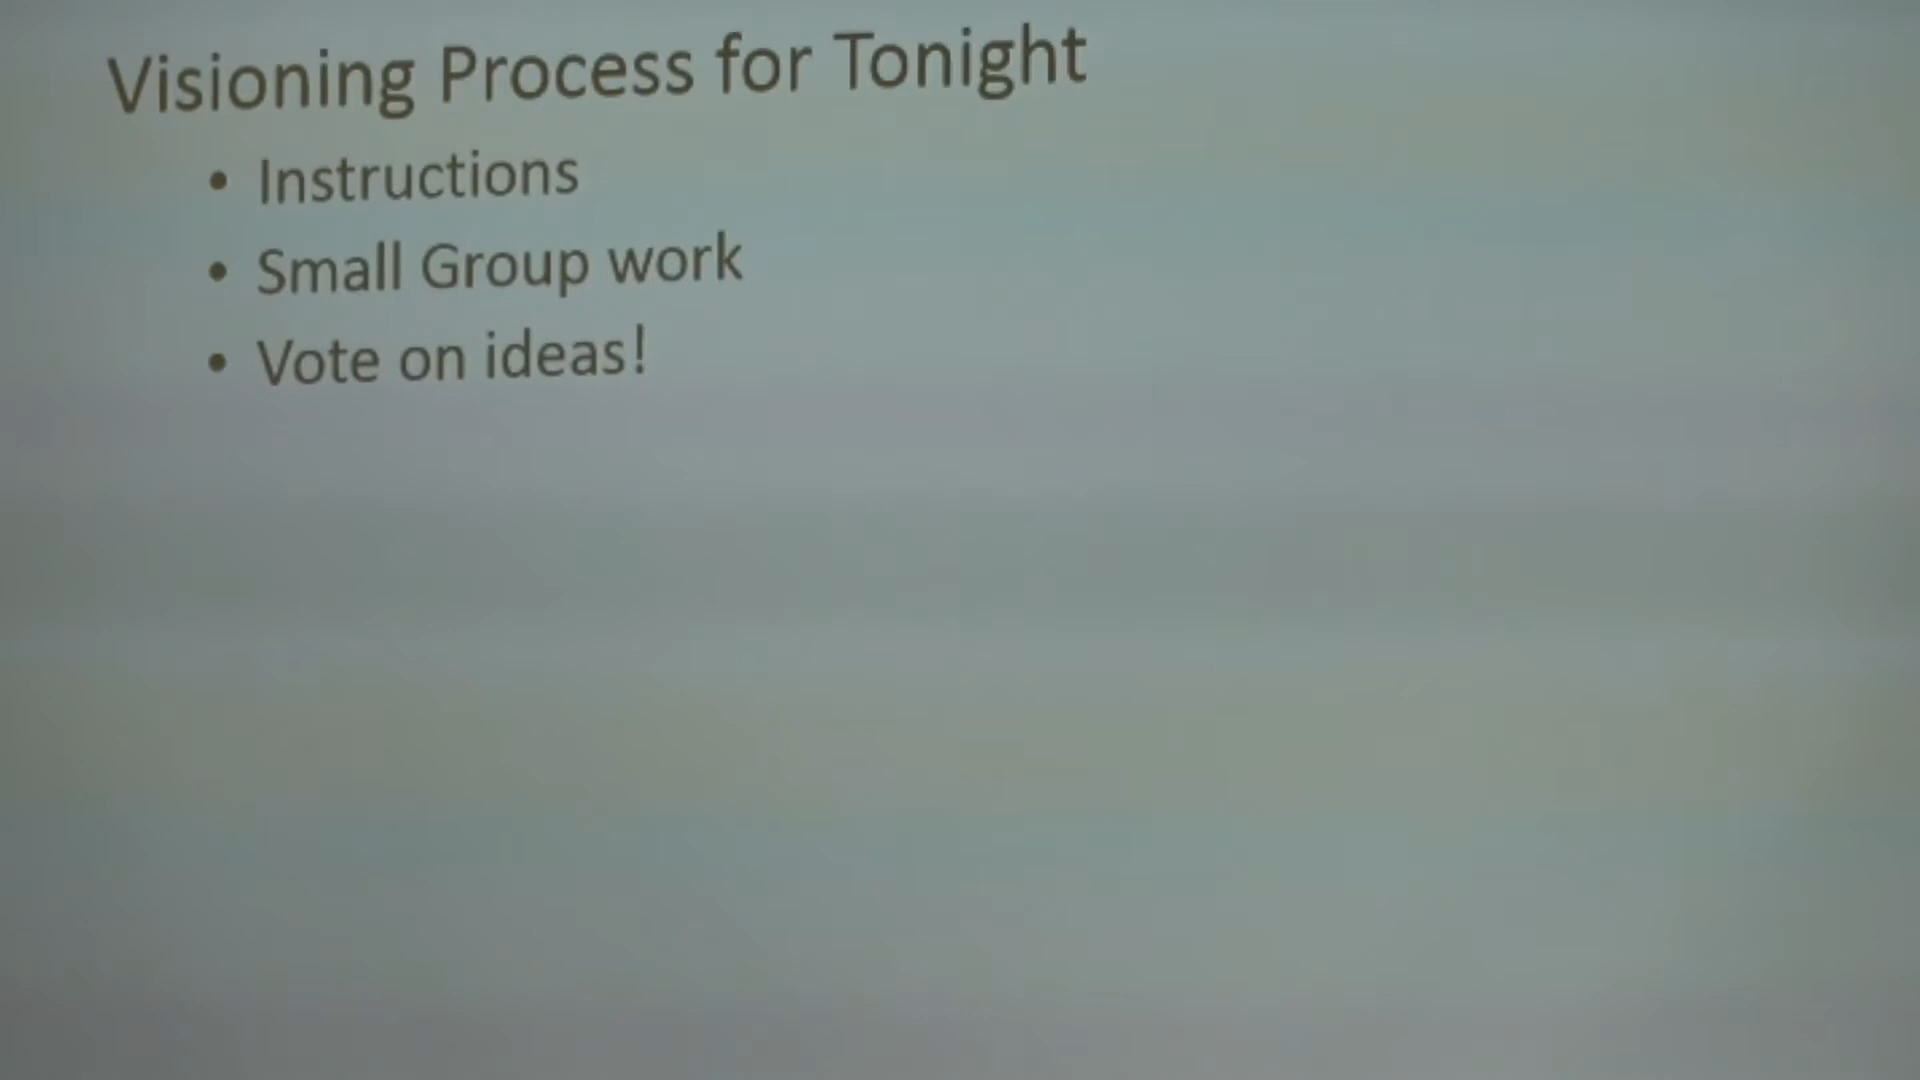 Visioning Process for Tonight
• Instructions
• Small Group work
• Vote on ideas!